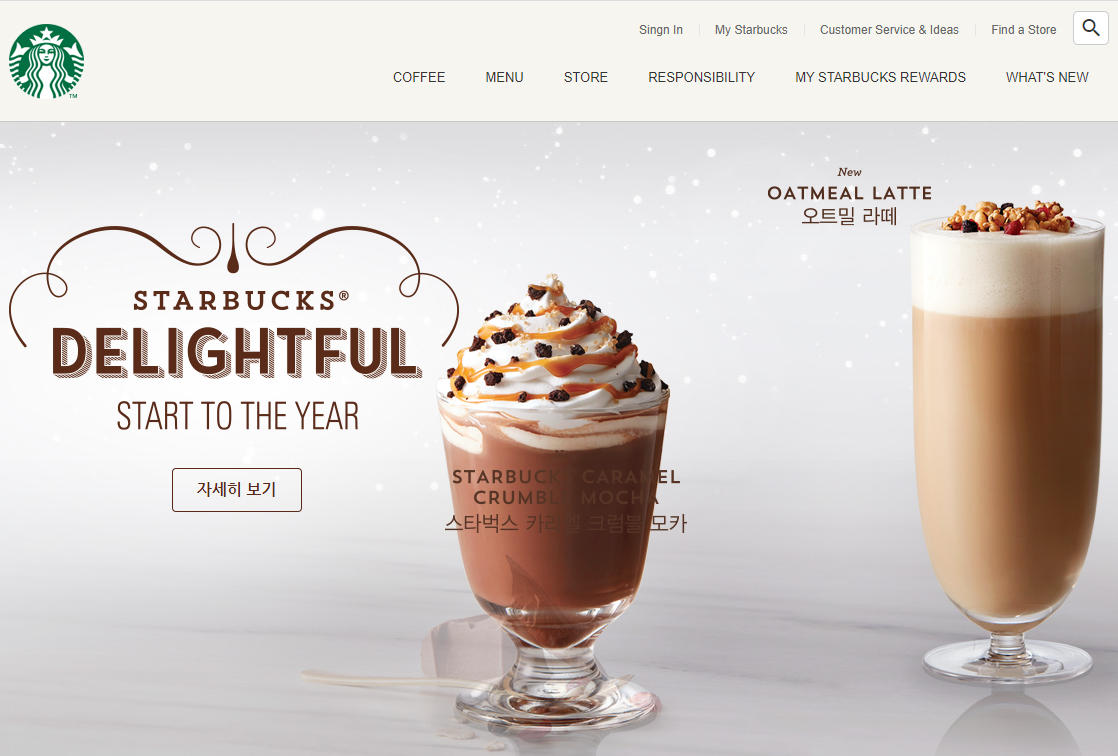 Singn In
My Starbucks
Customer Service & Ideas
Find a Store
COFFEE
MENU
STORE
RESPONSIBILITY
MY STARBUCKS REWARDS
WHAT'S NEW
TM
New
OATMEAL LATTE
오트밀 라떼
STARBUCKS®
DELIGHTFUL
START TO THE YEAR
자세히 보기
STARBUCKS CARAMEL
CRUMBLE MOCHA
스타벅스 카라멜 크럼블 모카